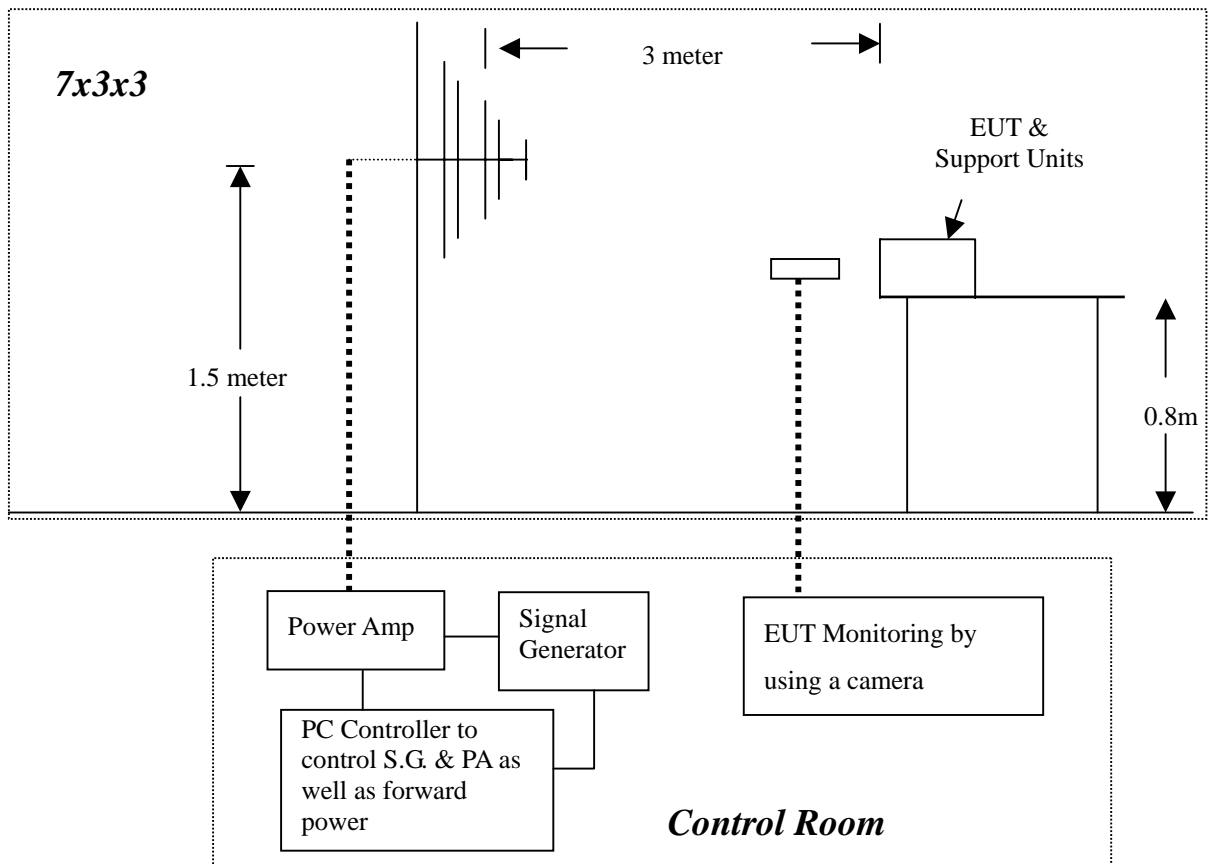 3 meter
7x3x3
EUT &
Support Units
1.5 meter
0.8m
Power Amp
Signal
Generator
EUT Monitoring by
using a camera
PC Controller to
control S.G. & PA as
well as forward
power
Control Room